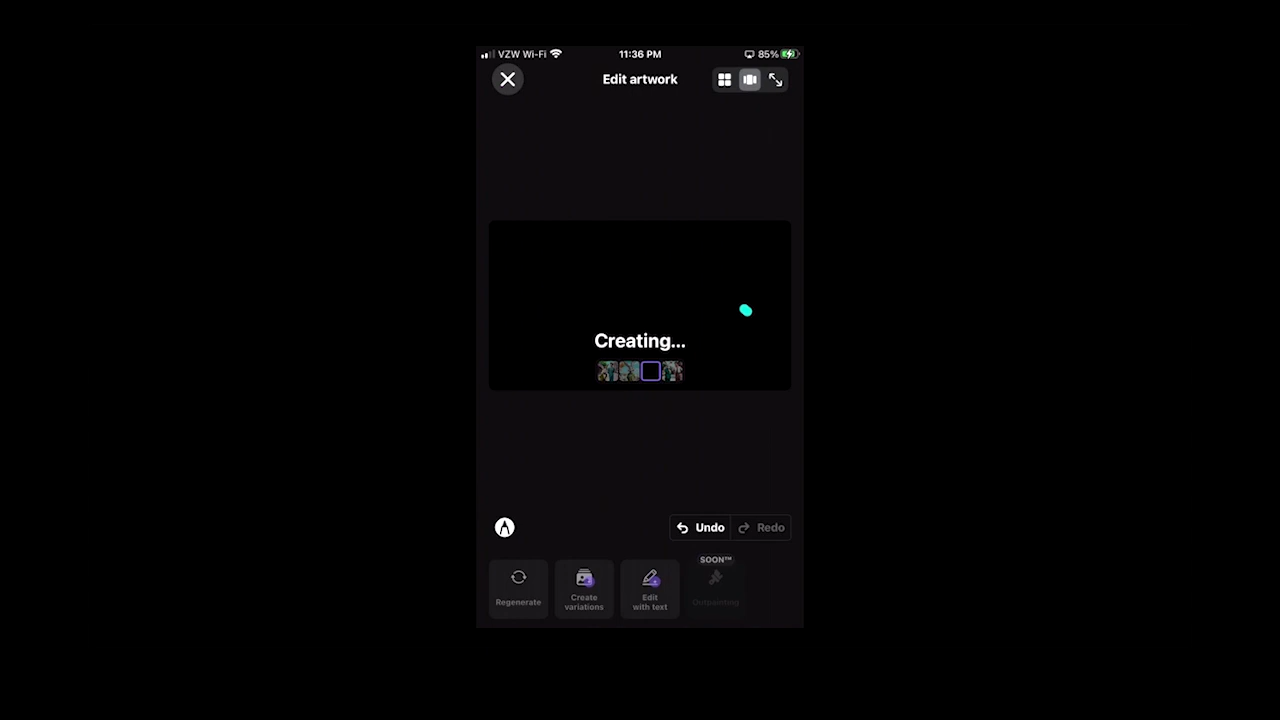 VZW Wi-Fi 11:36 PM 85%
Edit artwork
Creating...
Undo Redo
SOON™
Regenerate
Create
variations
Edit
with text
Outpainting